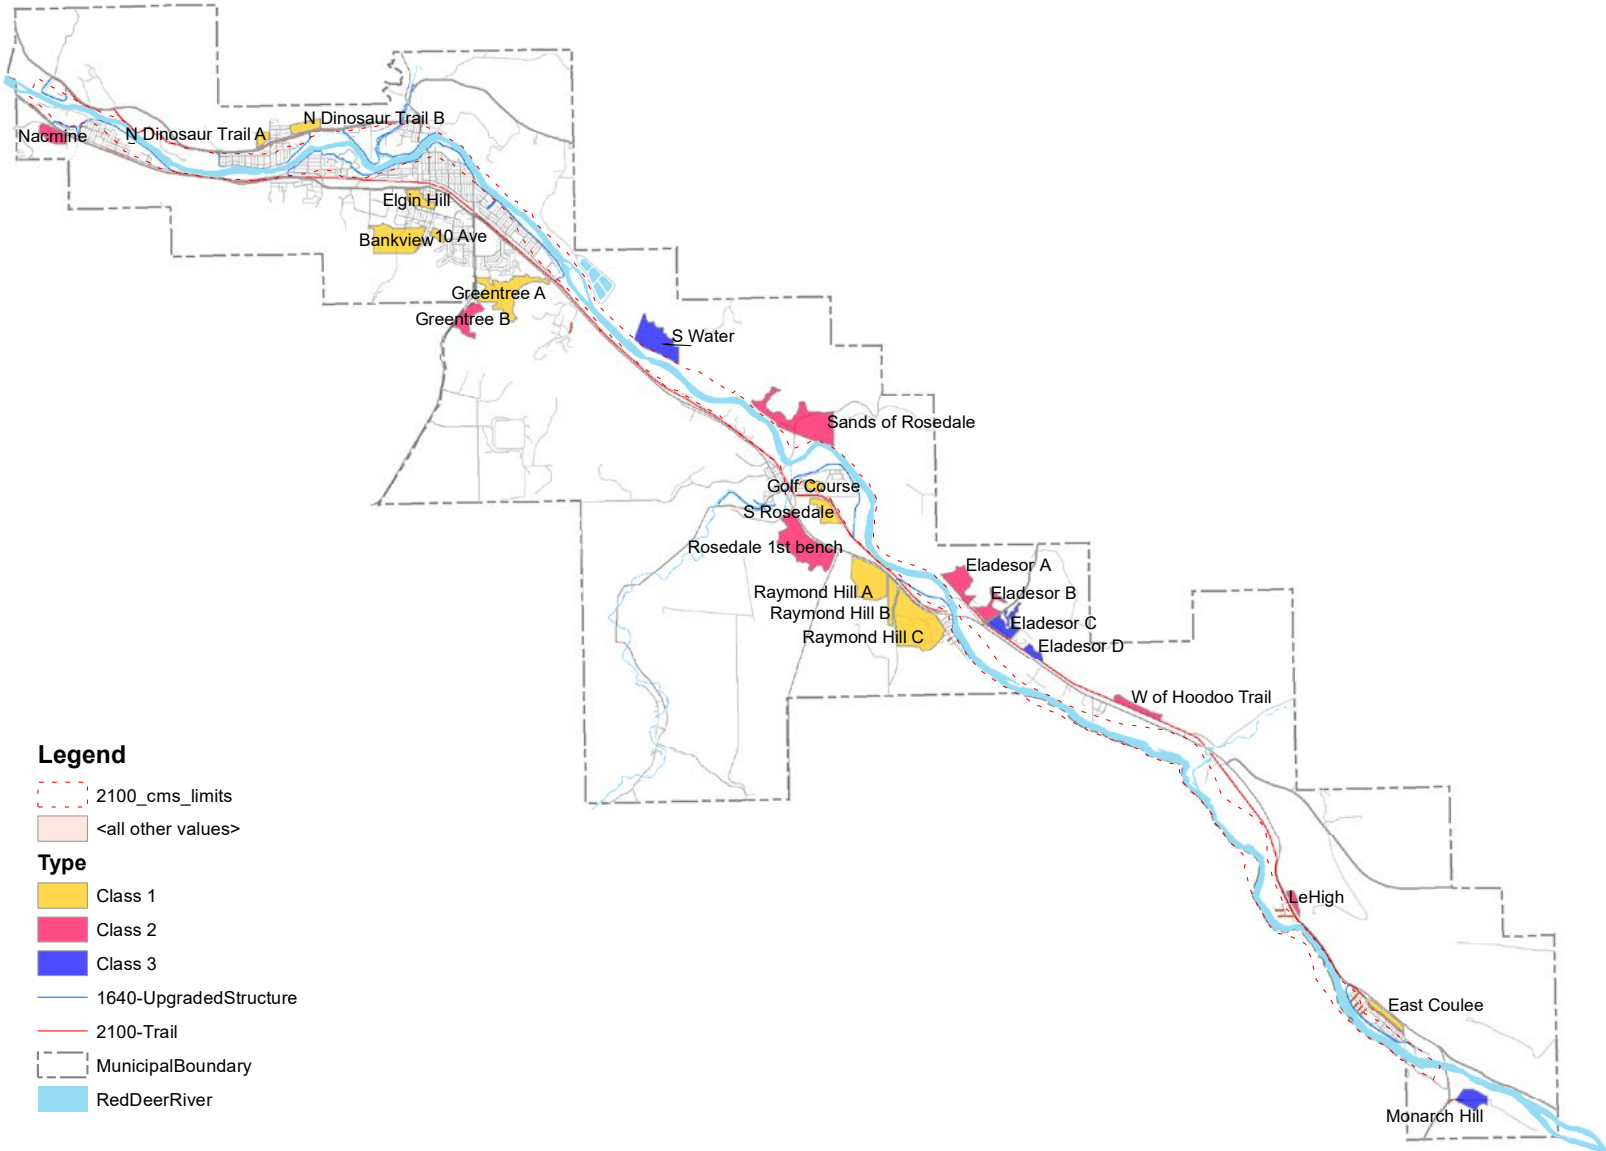 N Dinosaur Trail B
Nacmine
N Dinosaur Trail A
Elgin Hill
Bankview
10 Ave
Greentree A
Greentree B
S Water
Sands of Rosedale
Golf Course
S Rosedale
Rosedale 1st bench
Eladesor A
Raymond Hill A
Eladesor B
Raymond Hill B
Eladesor C
Raymond Hill C
Eladesor D
W of Hoodoo Trail
LeHigh
East Coulee
Monarch Hill
Legend
2100_cms_limits
<all other values>
Type
Class 1
Class 2
Class 3
1640-UpgradedStructure
2100-Trail
MunicipalBoundary
RedDeerRiver